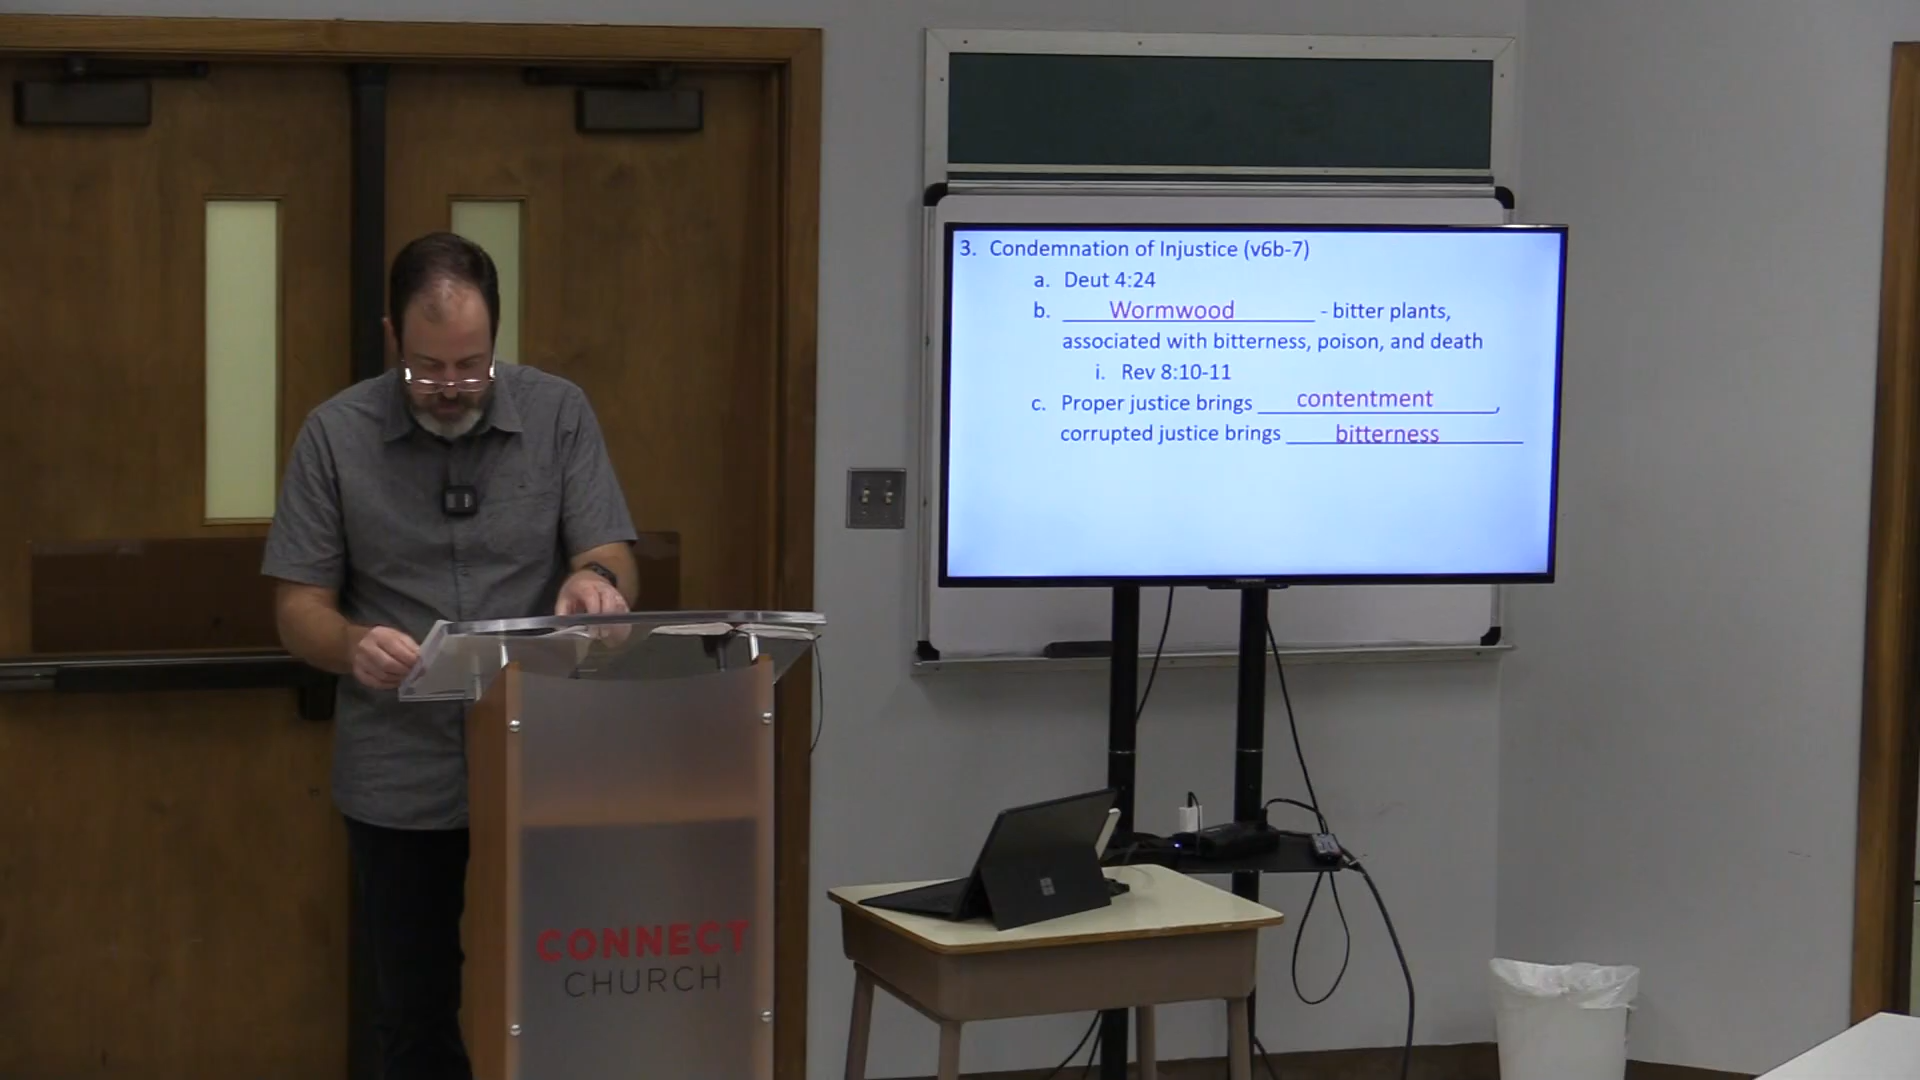 3. Condemnation of Injustice (v6b-7)
a. Deut 4:24
b. Wormwood - bitter plants,
associated with bitterness, poison, and death
i. Rev 8:10-11
c. Proper justice brings contentment,
corrupted justice brings bitterness
CONNECT
CHURCH